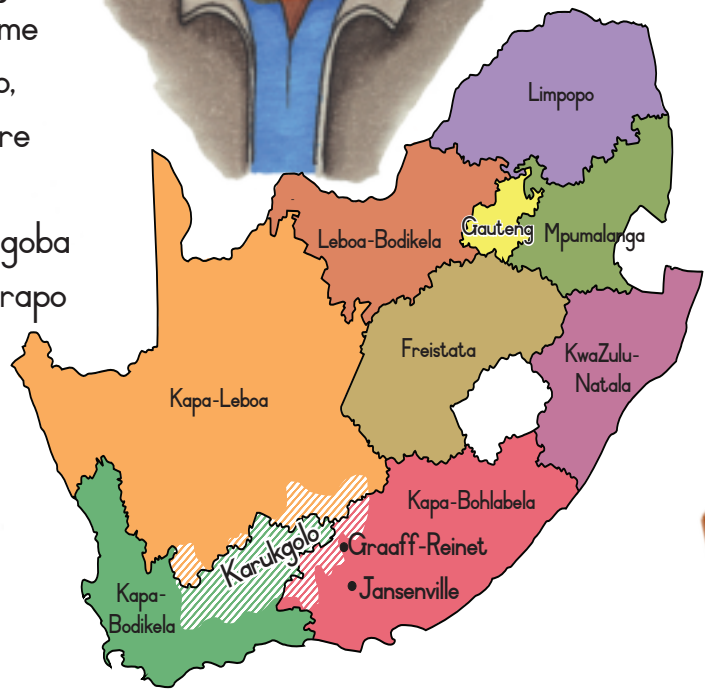 me
o,
re
goba
rapo
Limpopo
Leboa-Bodikela
Gauteng
Mpumalanga
Freistata
KwaZulu-
Natala
Kapa-Leboa
Kapa-Bohlabela
Karukgolo
Graaff-Reinet
Jansenville
Kapa-
Bodikela